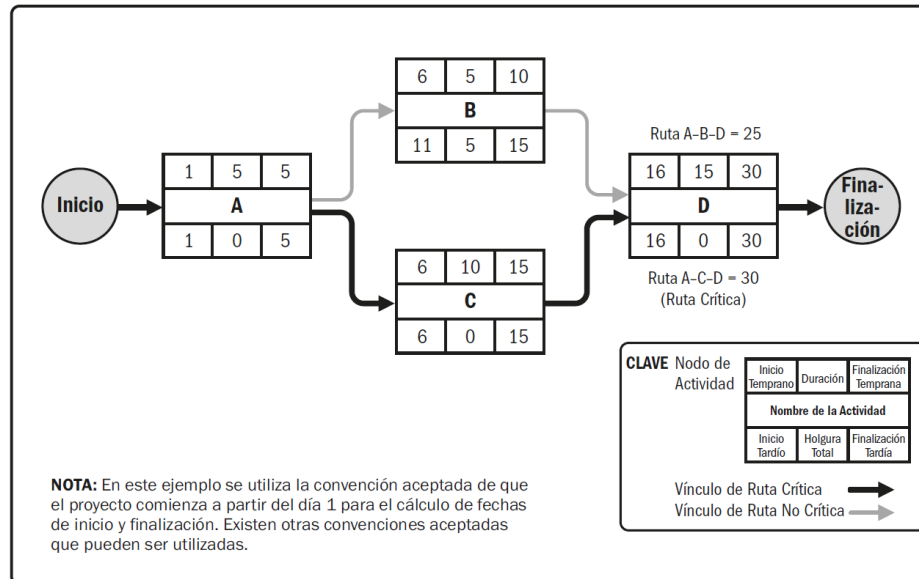 Inicio
1 5 5
A
1 0 5
6 5 10
B
11 5 15
6 10 15
C
6 0 15
Ruta A–B–D = 25
16 15 30
D
16 0 30
Ruta A–C–D = 30
(Ruta Crítica)
Fina-
liza-
ción
CLAVE Nodo de
Actividad
Inicio
Temprano
Duración
Finalización
Temprana
Nombre de la Actividad
Inicio
Tardío
Holgura
Total
Finalización
Tardía
Vínculo de Ruta Crítica
Vínculo de Ruta No Crítica
NOTA: En este ejemplo se utiliza la convención aceptada de que
el proyecto comienza a partir del día 1 para el cálculo de fechas
de inicio y finalización. Existen otras convenciones aceptadas
que pueden ser utilizadas.